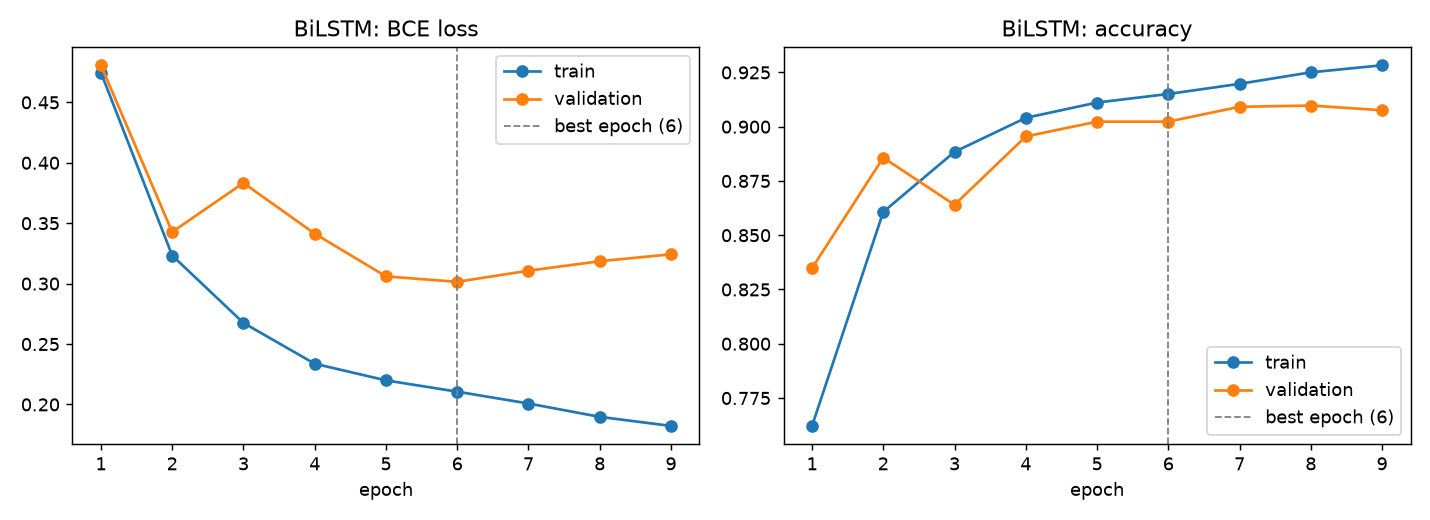 BiLSTM: BCE loss
0.45
0.40
0.35
0.30
0.25
0.20
train
validation
best epoch (6)
1 2 3 4 5 6 7 8 9
epoch
BiLSTM: accuracy
0.925
0.900
0.875
0.850
0.825
0.800
0.775
train
validation
best epoch (6)
1 2 3 4 5 6 7 8 9
epoch